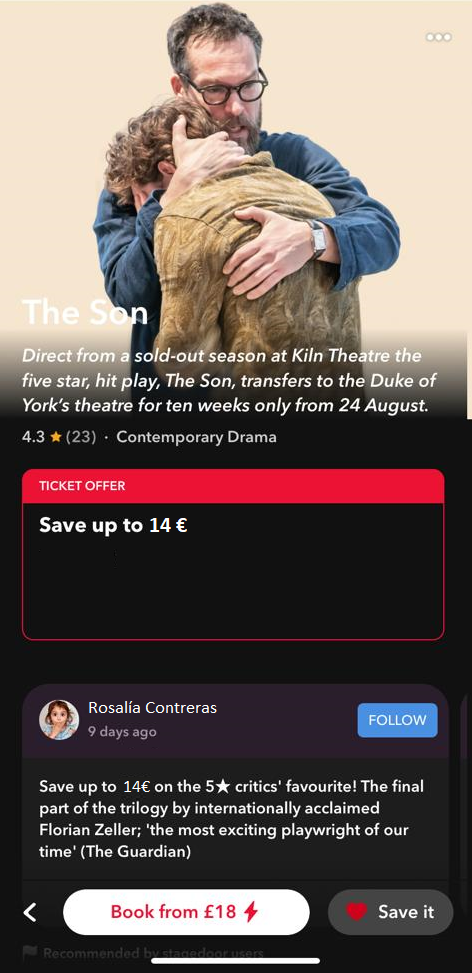 The Son
Direct from a sold-out season at Kiln Theatre the
five star, hit play, The Son, transfers to the Duke of
York's theatre for ten weeks only from 24 August.
4.3 ★ (23) · Contemporary Drama
TICKET OFFER
Save up to 14 €
Rosalía Contreras
9 days ago
FOLLOW
Save up to 14€ on the 5★ critics' favourite! The final
part of the trilogy by internationally acclaimed
Florian Zeller; 'the most exciting playwright of our
time' (The Guardian)
Book from £18
Save it
Recommended by stagedoor users